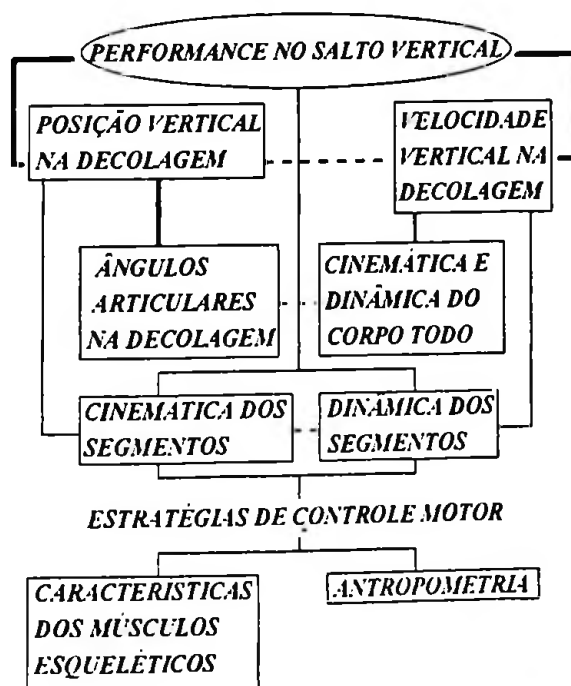 PERFORMANCE NO SALTO VERTICAL
POSIÇÃO VERTICAL
NA DECOLAGEM
VELOCIDADE
VERTICAL NA
DECOLAGEM
ÂNGULOS
ARTICULARES
NA DECOLAGEM
CINEMÁTICA E
DINÂMICA DO
CORPO TODO
CINEMÁTICA DOS
SEGMENTOS
DINÂMICA DOS
SEGMENTOS
ESTRATÉGIAS DE CONTROLE MOTOR
CARACTERISTICAS
DOS MÚSCULOS
ESQUELÉTICOS
ANTROPOMETRIA